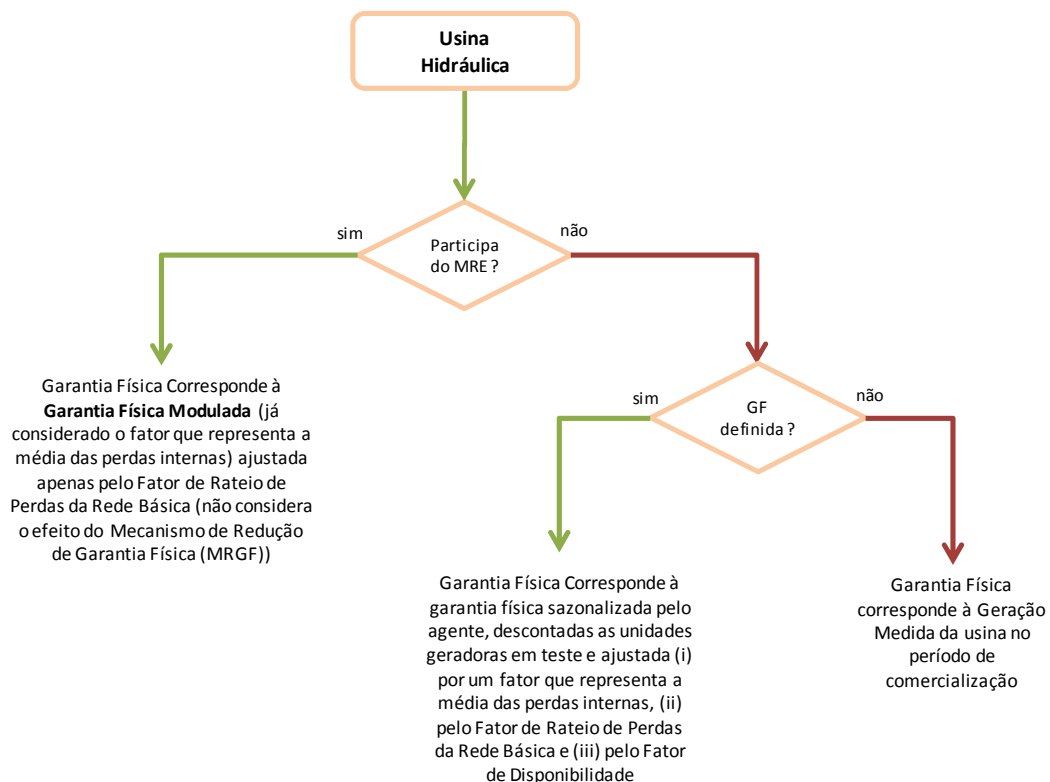 Usina
Hidráulica
Participa
do MRE ?
sim
não
Garantia Física Corresponde à
Garantia Física Modulada (já
considerado o fator que representa a
média das perdas internas) ajustada
apenas pelo Fator de Rateio de
Perdas da Rede Básica (não considera
o efeito do Mecanismo de Redução
de Garantia Física (MRGF))
GF
definida ?
sim
não
Garantia Física Corresponde à
garantia física sazonalizada pelo
agente, descontadas as unidades
geradoras em teste e ajustada (i)
por um fator que representa a
média das perdas internas, (ii)
pelo Fator de Rateio de Perdas
da Rede Básica e (iii) pelo Fator
de Disponibilidade
Garantia Física
corresponde à Geração
Medida da usina no
período de
comercialização